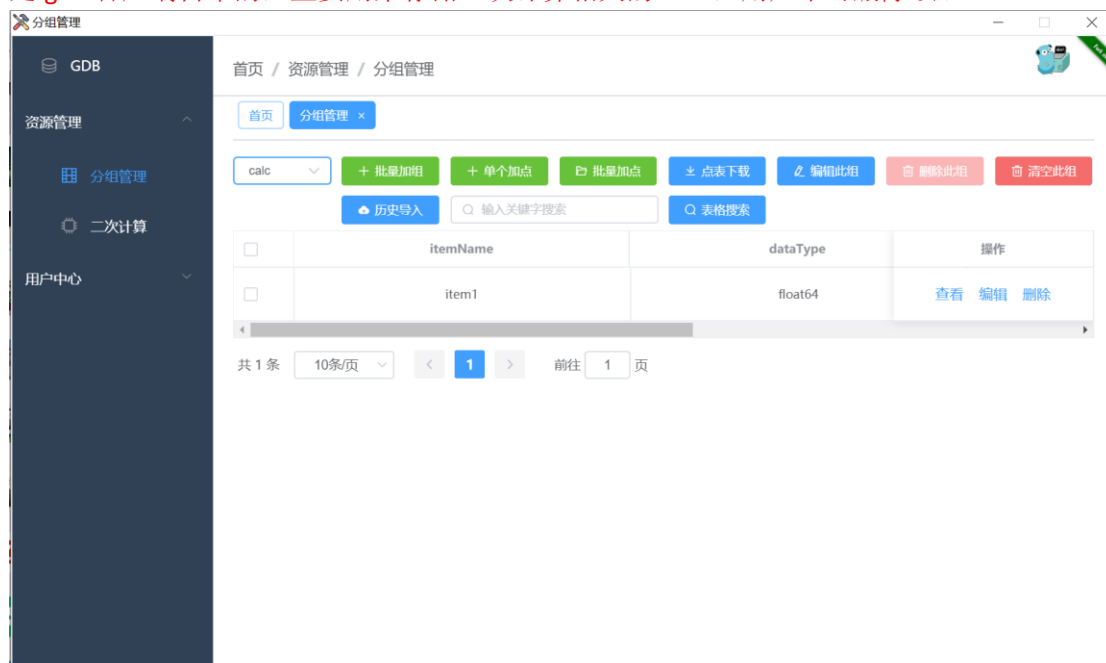 分组管理
GDB
首页 / 资源管理 / 分组管理
资源管理
首页 分组管理 ×
分组管理
calc + 批量加组 + 单个加点 批量加点 点表下载 编辑此组 删除此组 清空此组
二次计算
历史导入 输入关键字搜索 表格搜索
itemName dataType 操作
用户中心
item1 float64 查看 编辑 删除
共 1 条 10条/页 < 1 > 前往 1 页